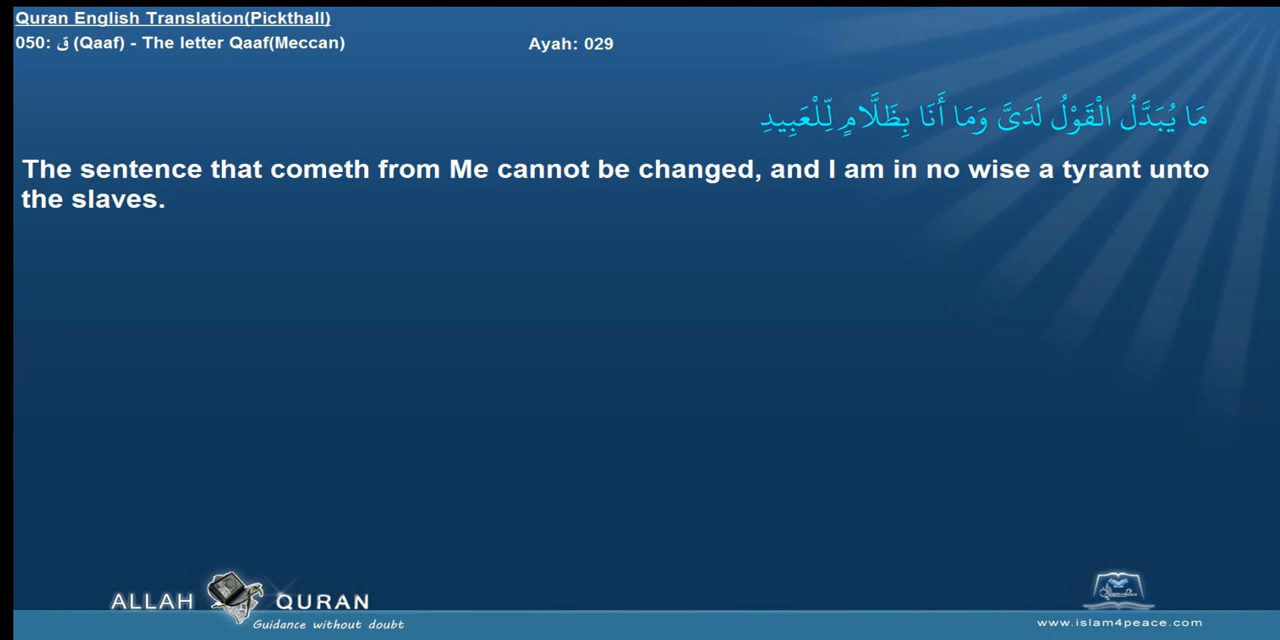 Quran English Translation(Pickthall)
050: ق (Qaaf) - The letter Qaaf(Meccan)
Ayah: 029
مَا يُبَدَّلُ الْقَوْلُ لَدَىَّ وَمَا أَنَا بِظَلَّامٍ لِّلْعَبِيدِ
The sentence that cometh from Me cannot be changed, and I am in no wise a tyrant unto
the slaves.
ALLAH QURAN
Guidance without doubt
www.islam4peace.com